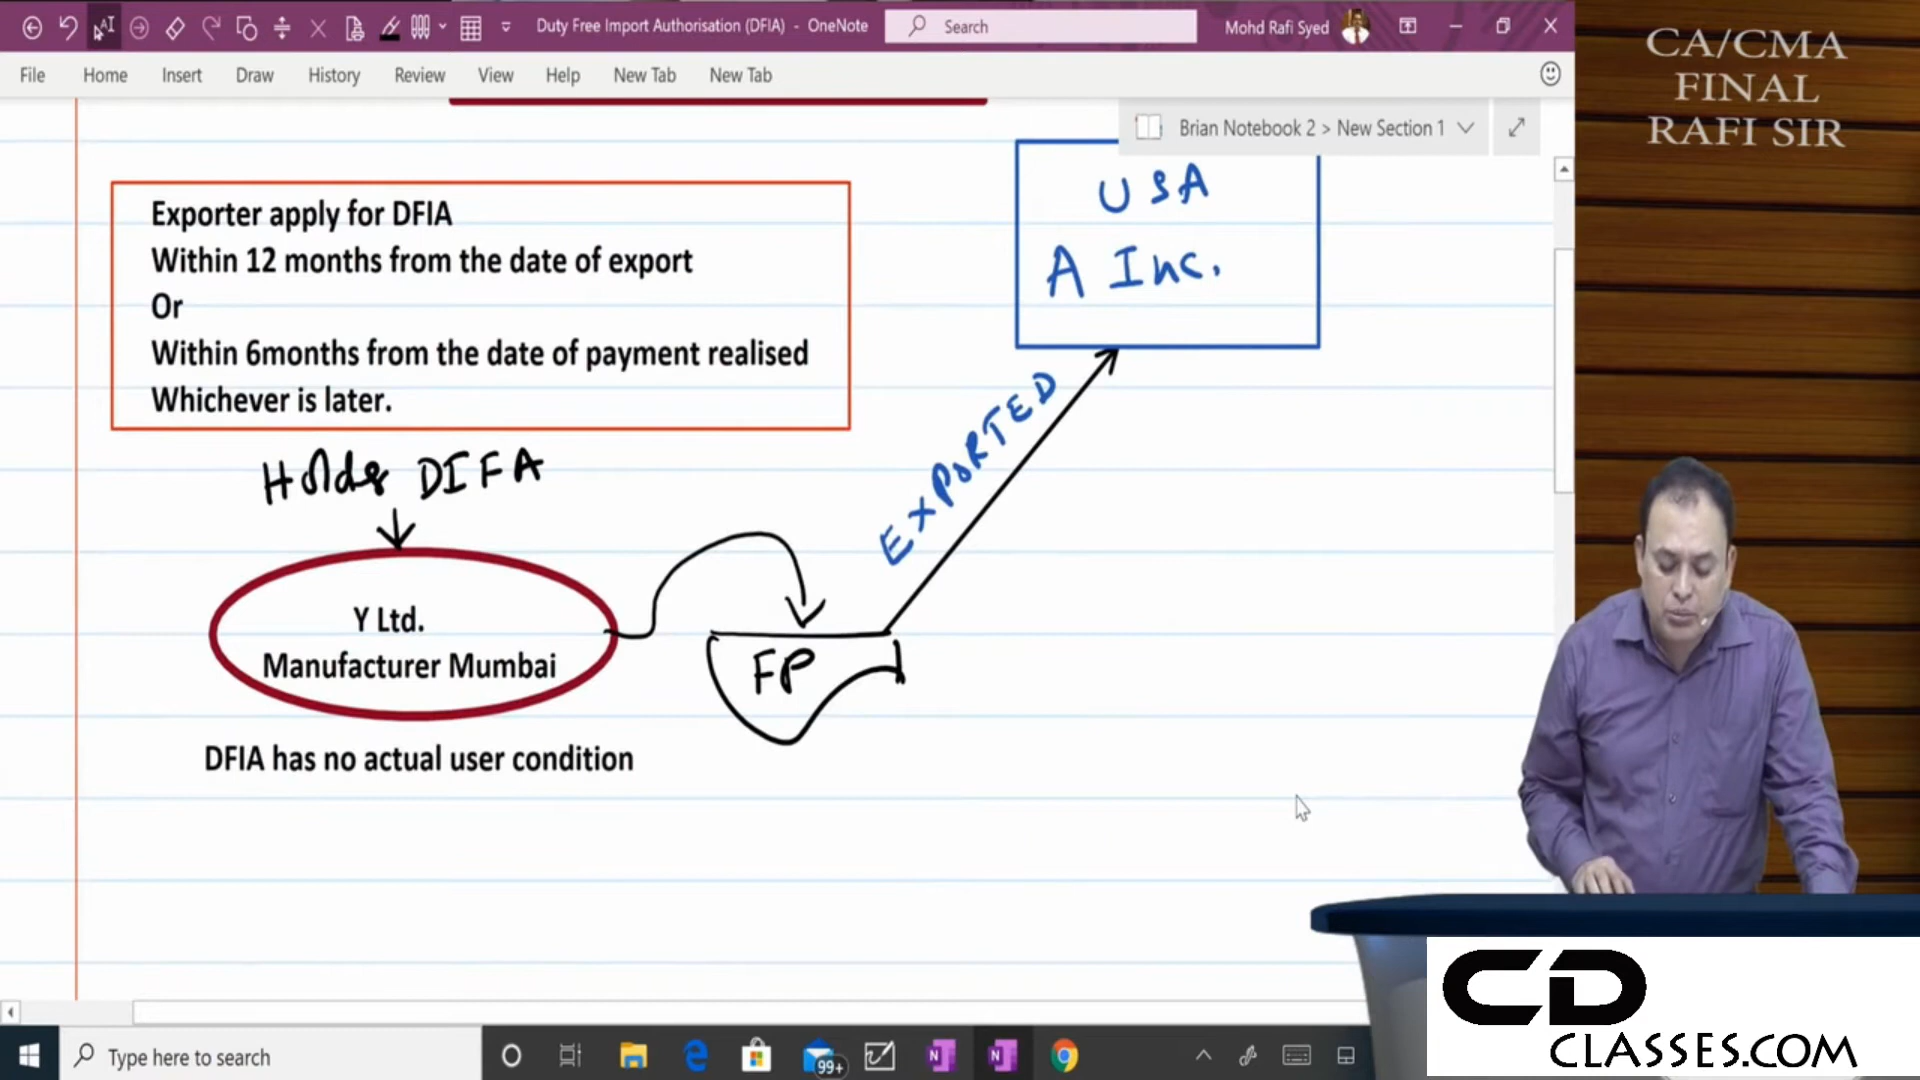 Duty Free Import Authorisation (DFIA) - OneNote
Search
Mohd Rafi Syed
File Home Insert Draw History Review View Help New Tab New Tab
Brian Notebook 2 > New Section 1
CA/CMA
FINAL
RAFI SIR
Exporter apply for DFIA
Within 12 months from the date of export
Or
Within 6months from the date of payment realised
Whichever is later.
USA
A Inc.
EXPORTED
Holds DIFA
Y Ltd.
Manufacturer Mumbai
FP
DFIA has no actual user condition
CD
CLASSES.COM
Type here to search
99+